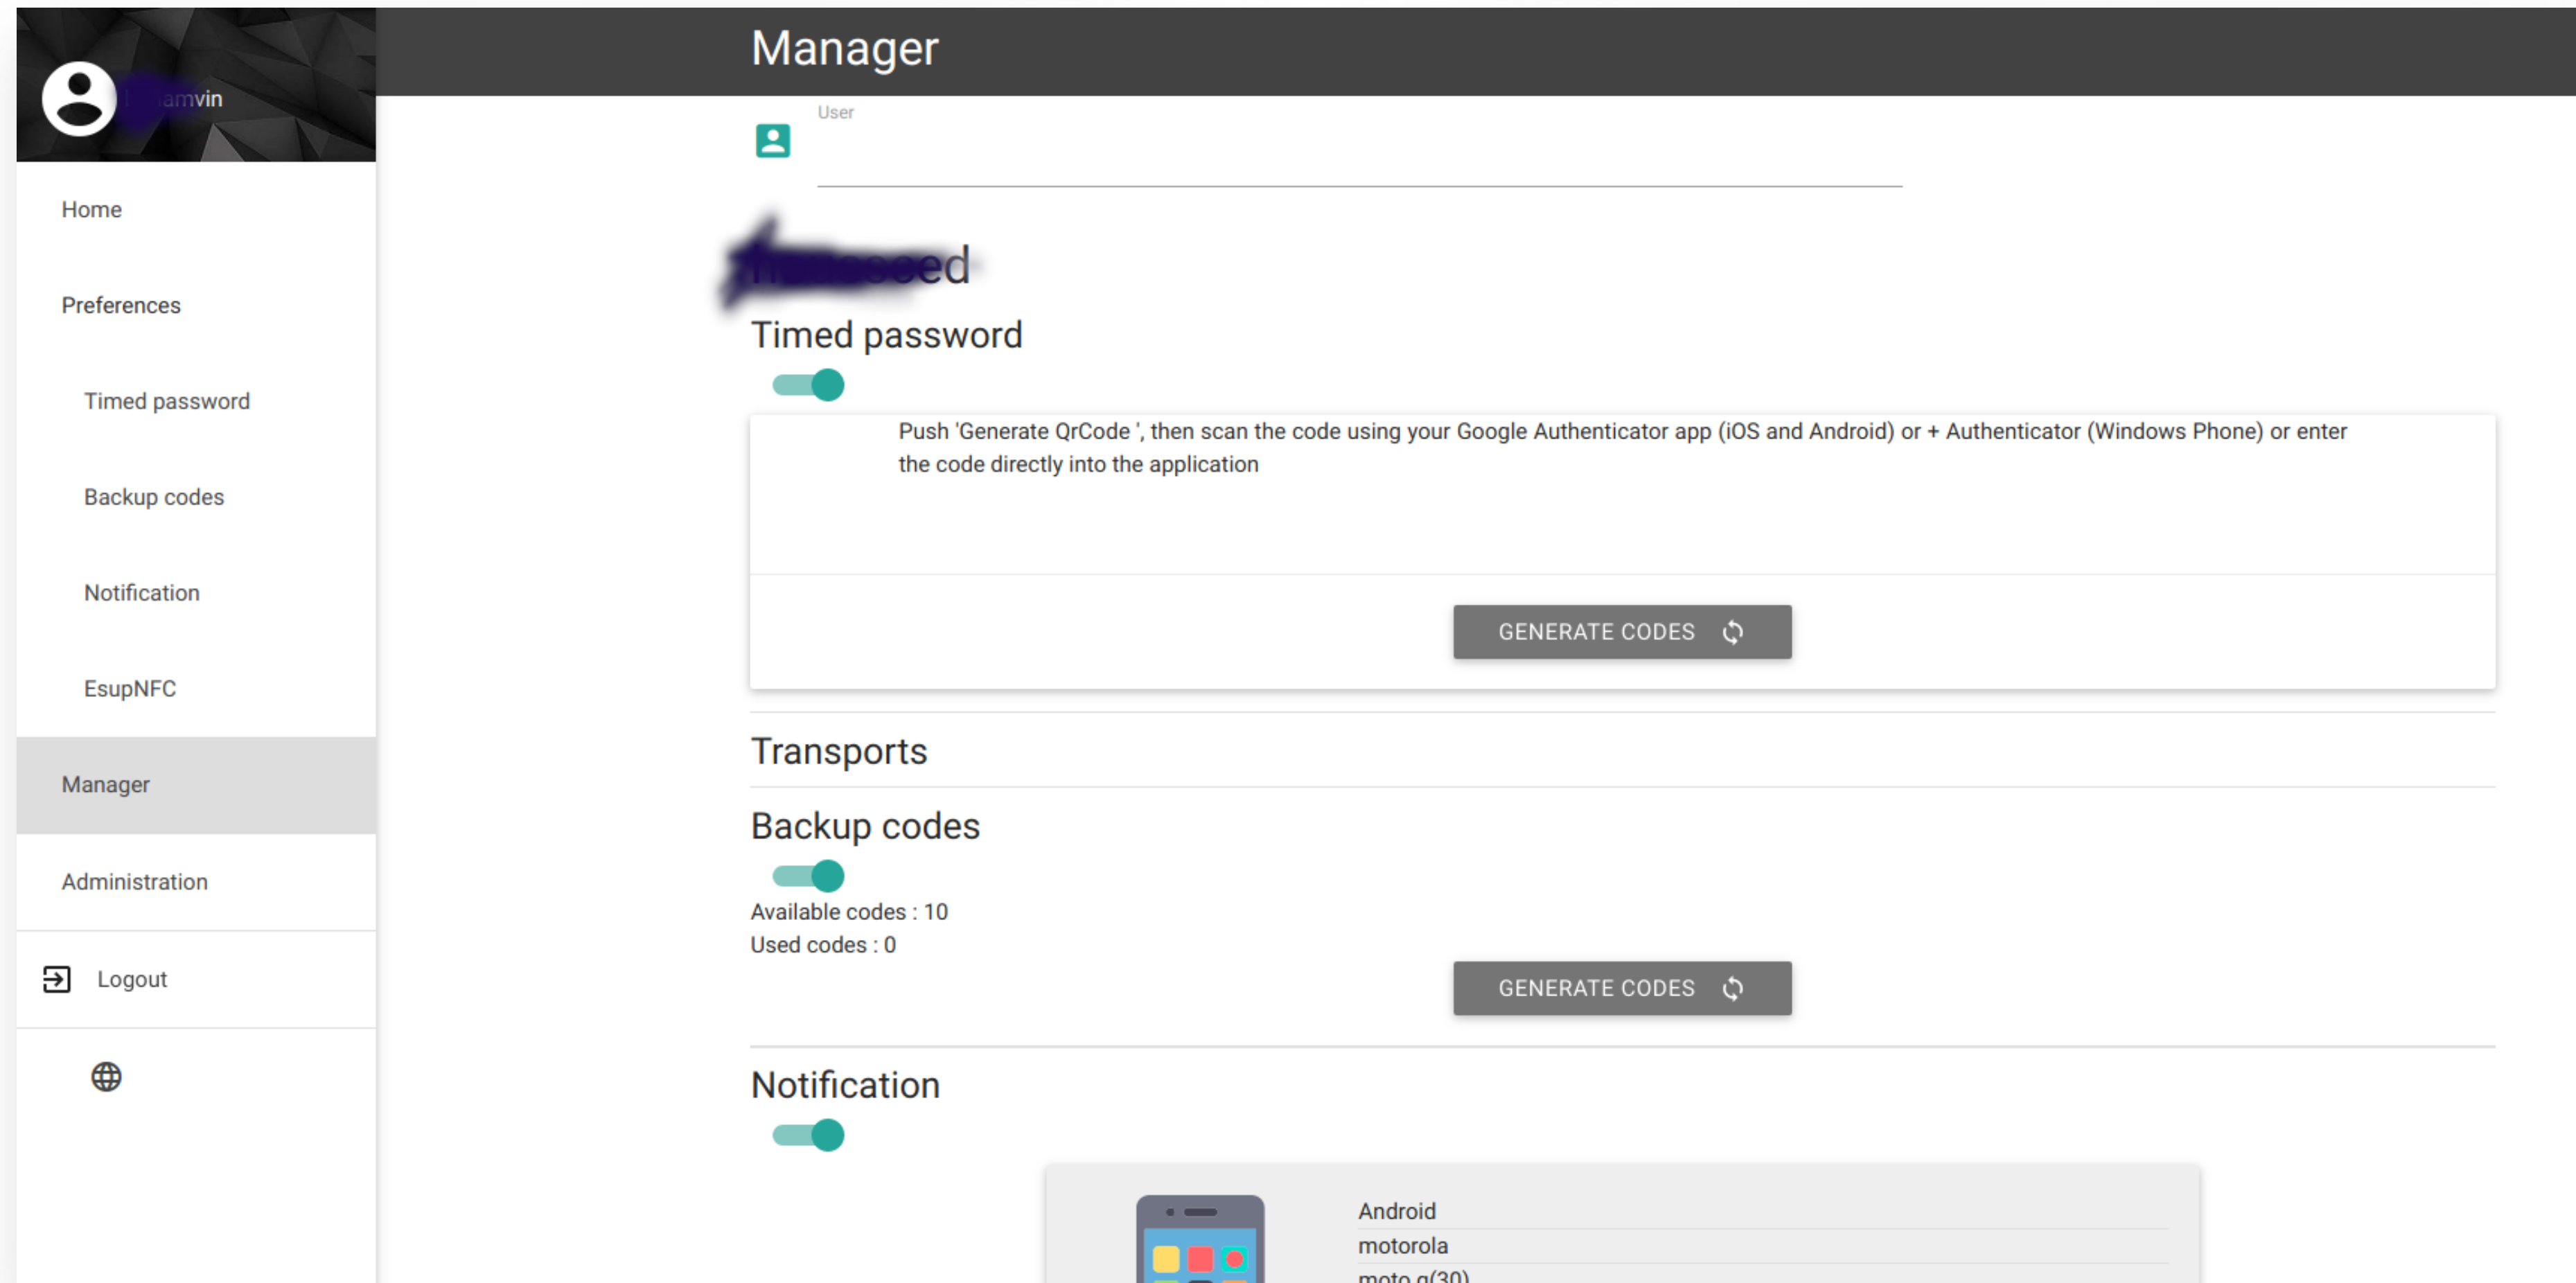 Manager
amvin
User
Home
Preferences
Timed password
Backup codes
Notification
EsupNFC
Manager
Administration
Logout
Timed password
Push 'Generate QrCode ', then scan the code using your Google Authenticator app (iOS and Android) or + Authenticator (Windows Phone) or enter
the code directly into the application
GENERATE CODES
Transports
Backup codes
Available codes : 10
Used codes : 0
GENERATE CODES
Notification
Android
motorola
moto g(30)